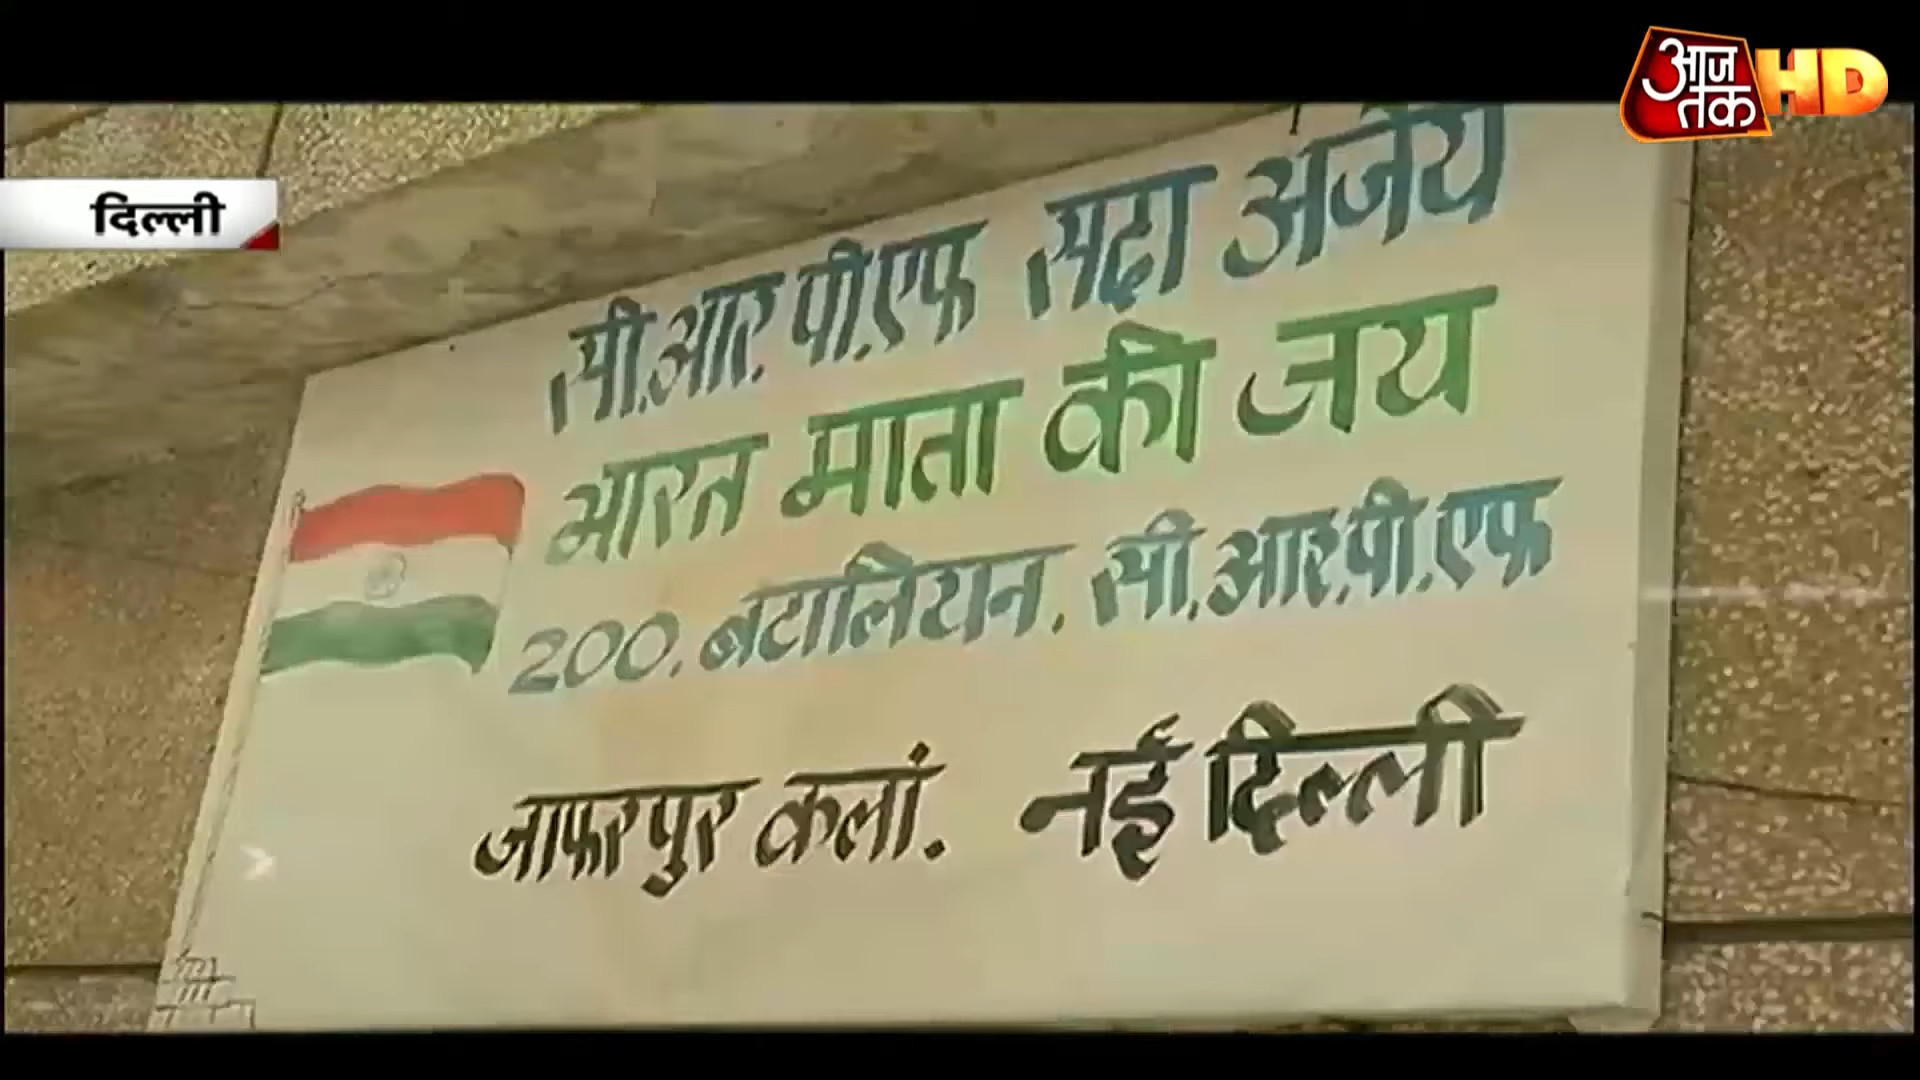 आज
तक HD
दिल्ली
सी.आर.पी.एफ सदा अजेय
भारत माता की जय
200. बटालियन. सी.आर.पी.एफ
जाफरपुर कलां. नई दिल्ली